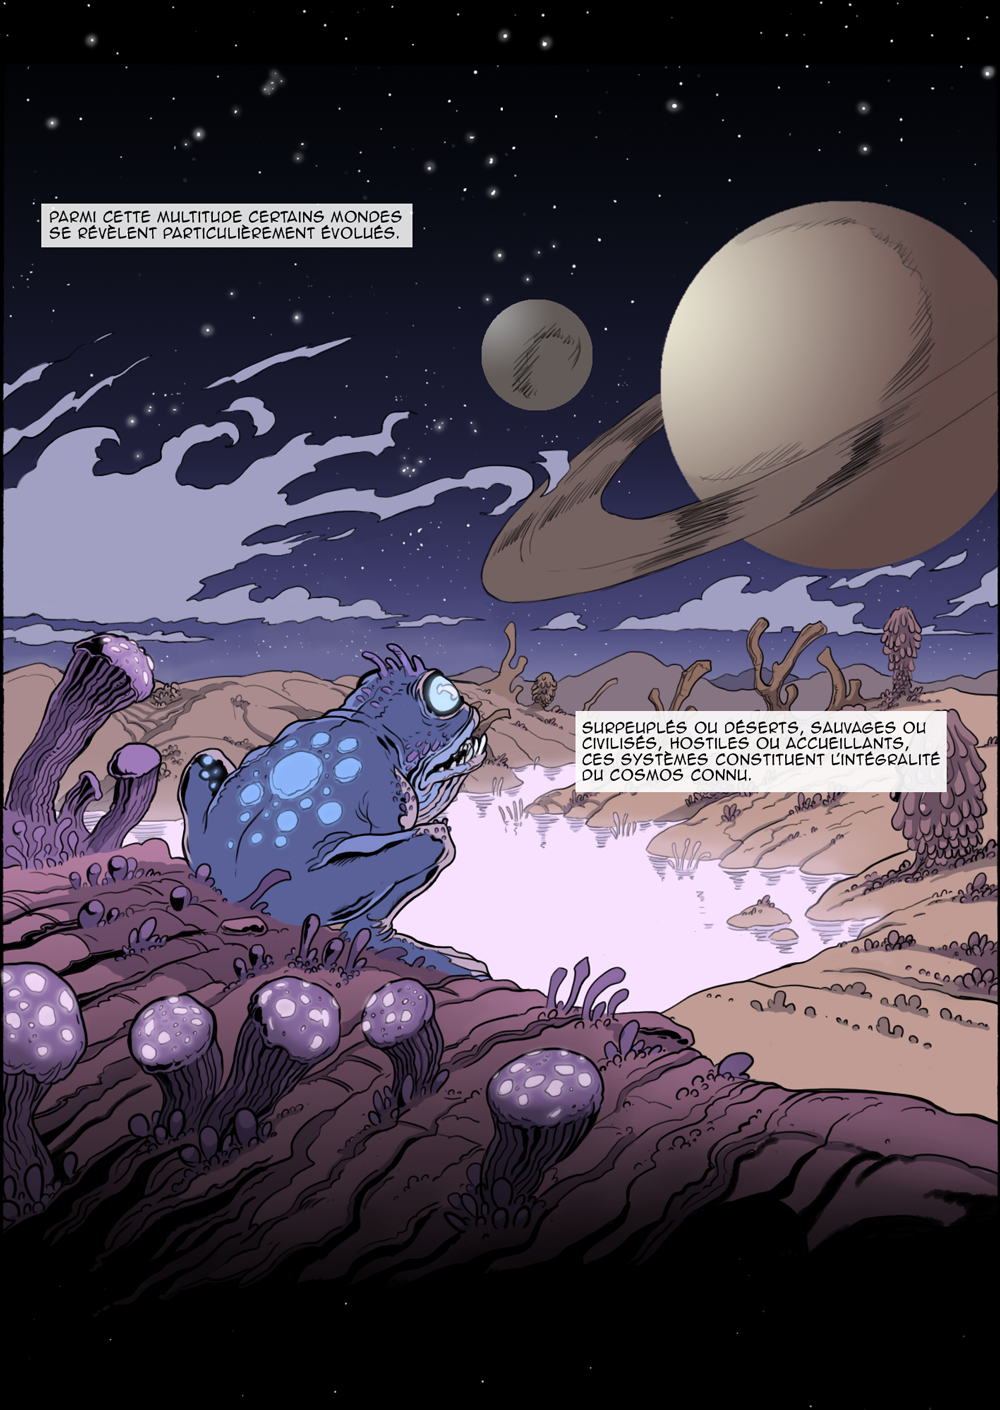 PARMI CETTE MULTITUDE CERTAINS MONDES
SE RÉVÈLENT PARTICULIÈREMENT ÉVOLUÉS.
SURPEUPLÉS OU DÉSERTS, SAUVAGES OU
CIVILISÉS, HOSTILES OU ACCUEILLANTS,
CES SYSTÈMES CONSTITUENT L'INTÉGRALITÉ
DU COSMOS CONNU.